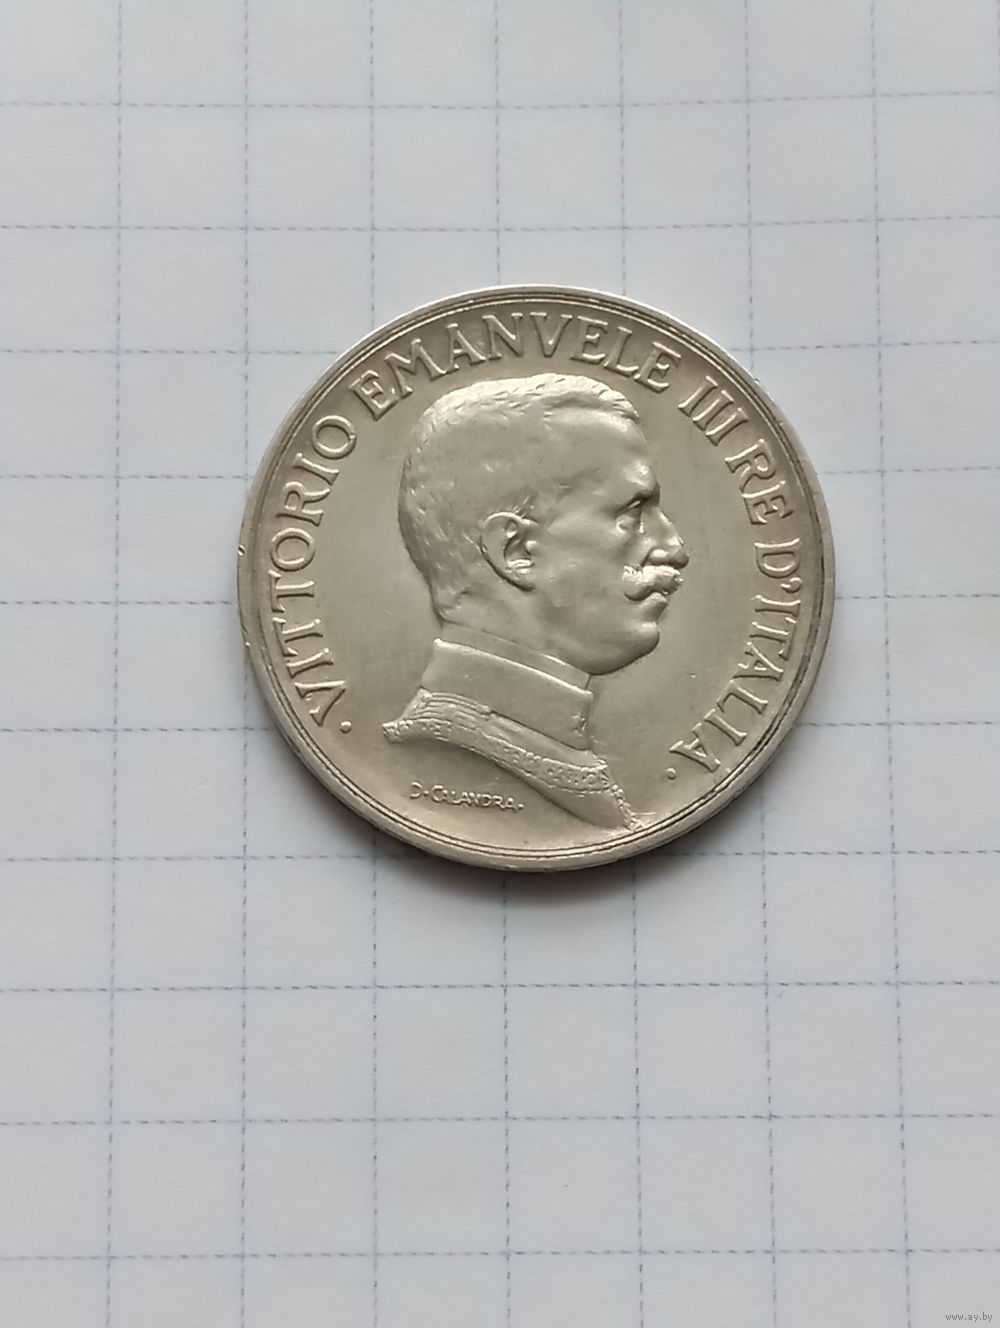 · VITTORIO EMANVELE III RE D'ITALIA ·
D·CALANDRA·
www.ay.by